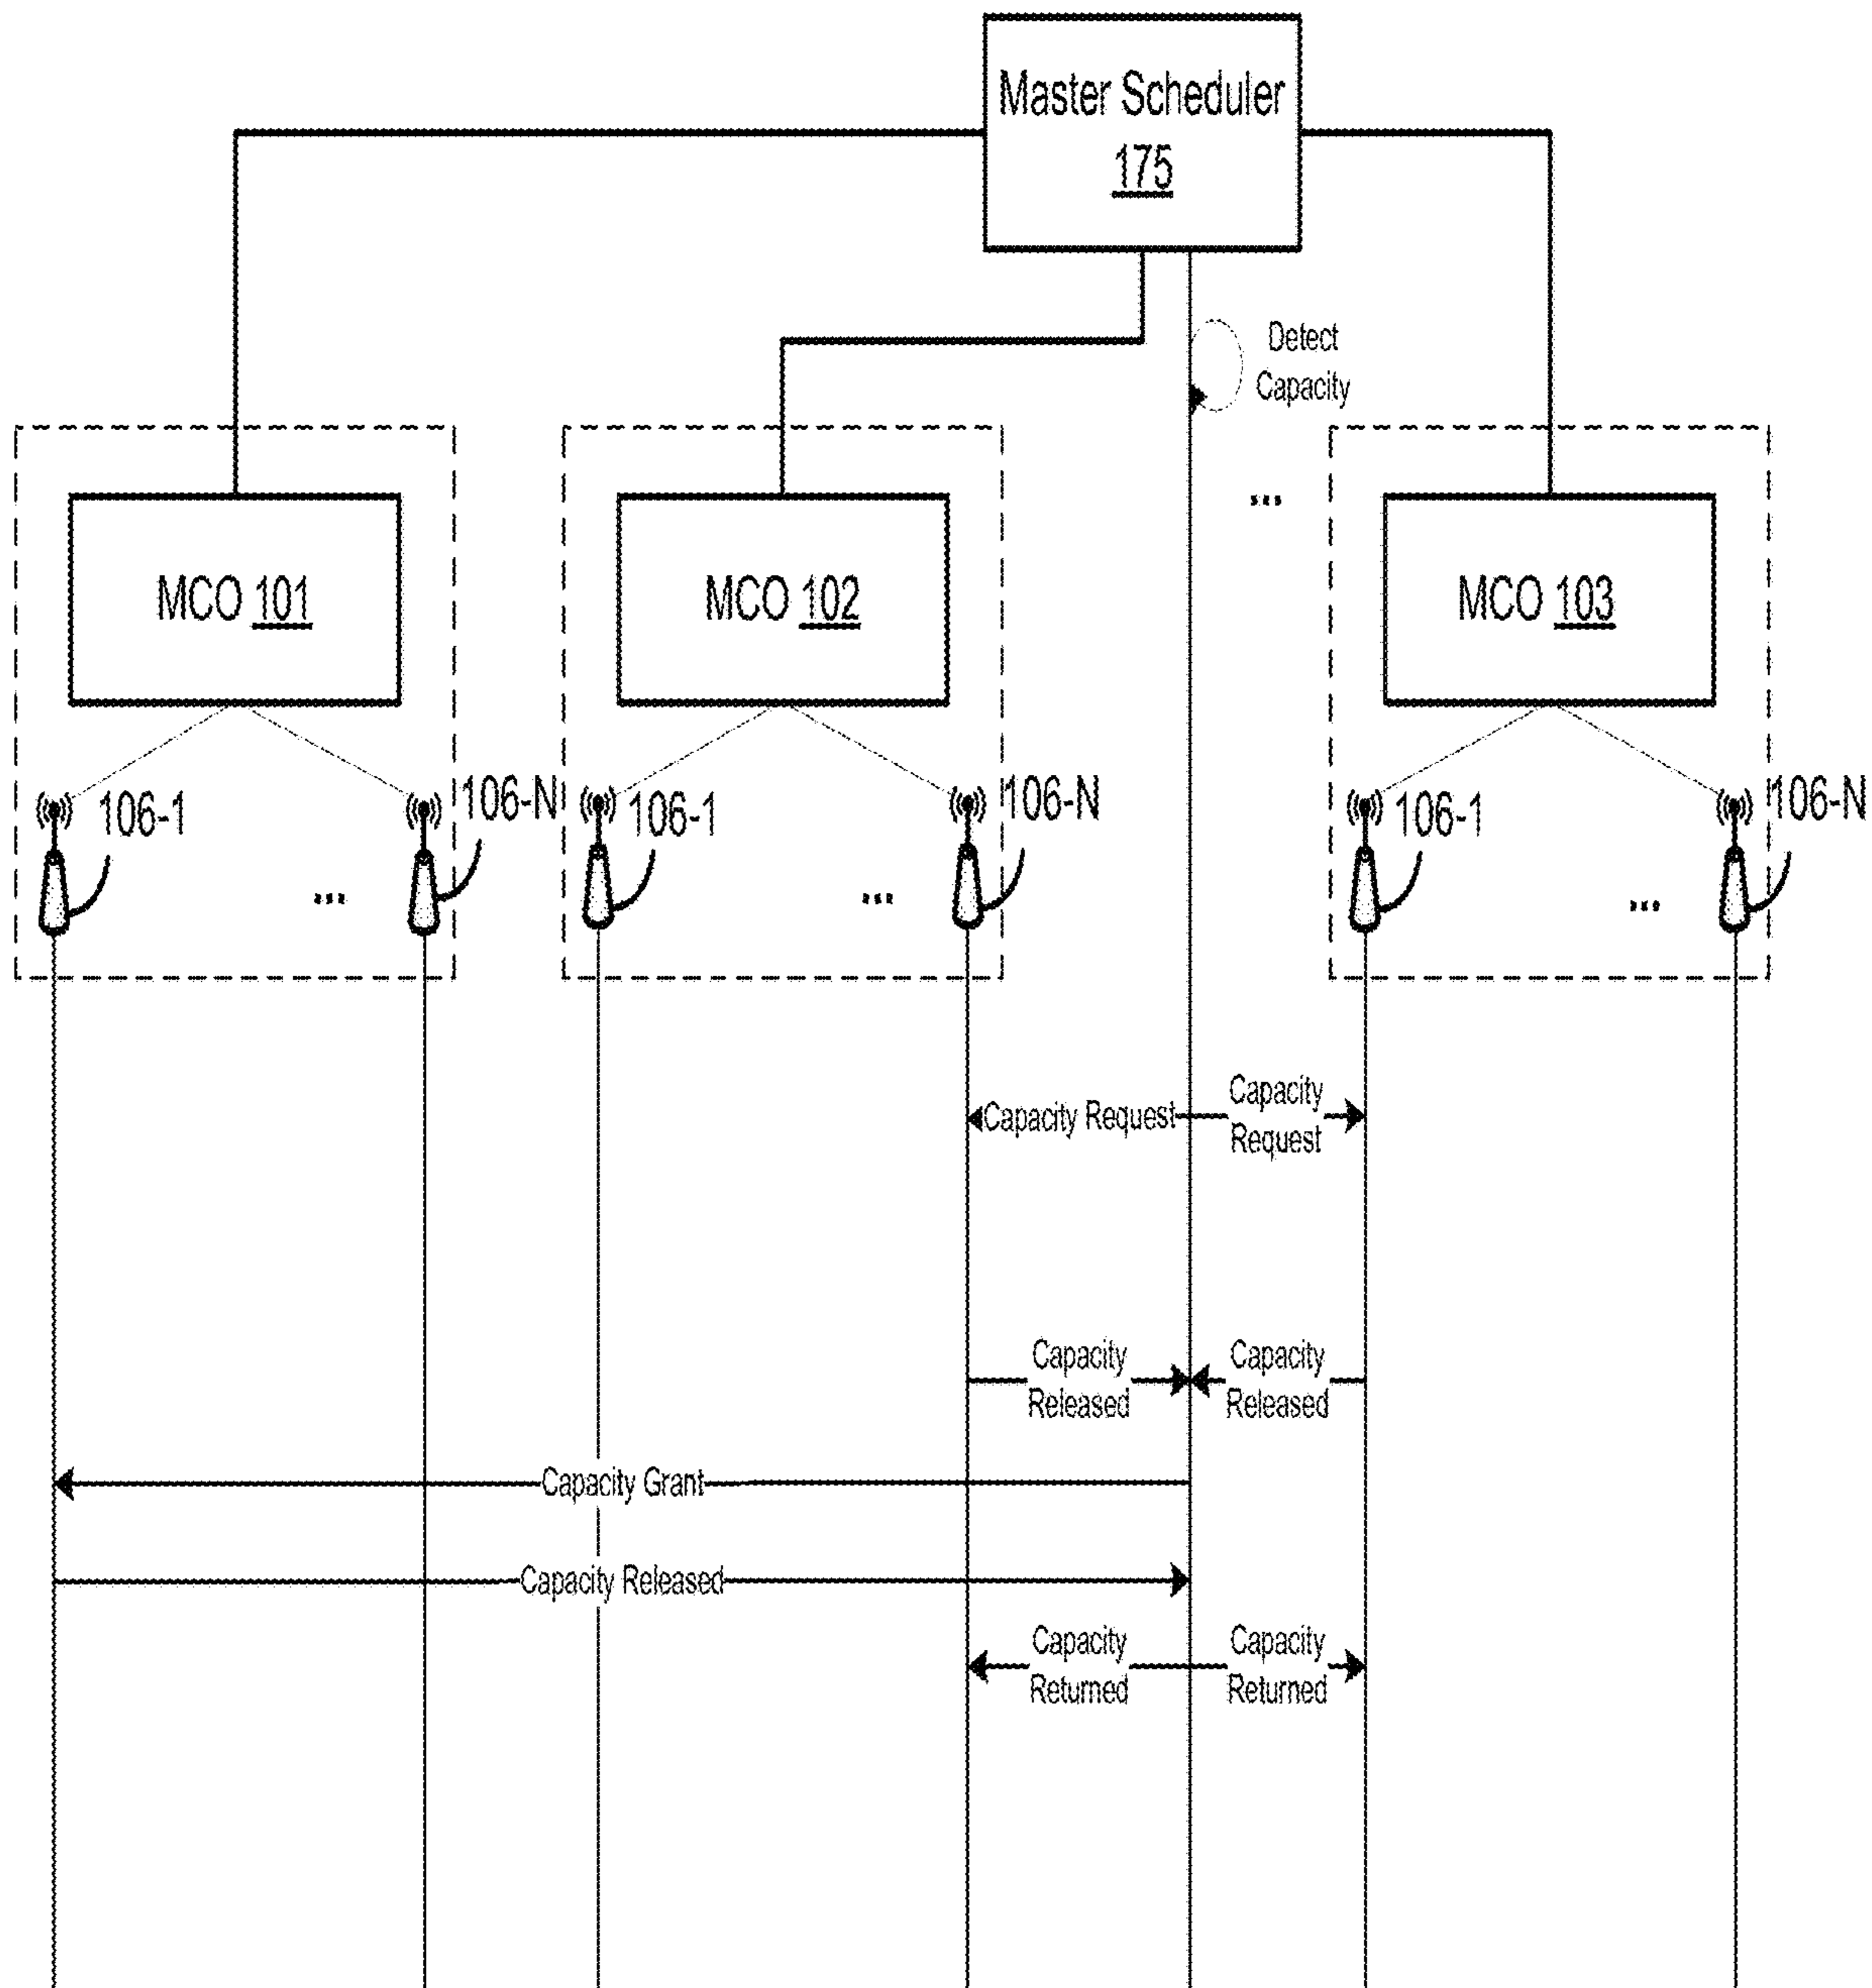 Master Scheduler
175
Detect
Capacity
...
MCO 101
MCO 102
MCO 103
106-1
106-N
106-1
106-N
106-1
106-N
...
...
...
Capacity Request
Capacity
Request
Capacity
Released
Capacity
Released
Capacity Grant
Capacity Released
Capacity
Returned
Capacity
Returned